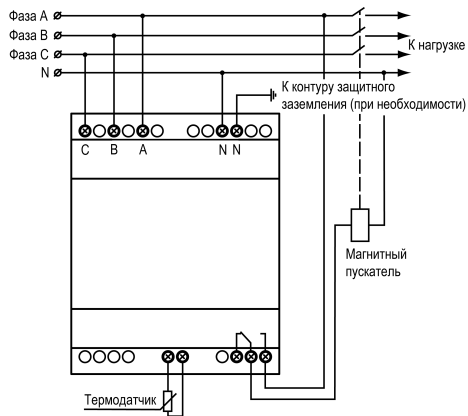 Фаза A
Фаза B
Фаза C
N
К нагрузке
К контуру защитного
заземления (при необходимости)
C B A N N
Магнитный
пускатель
Термодатчик